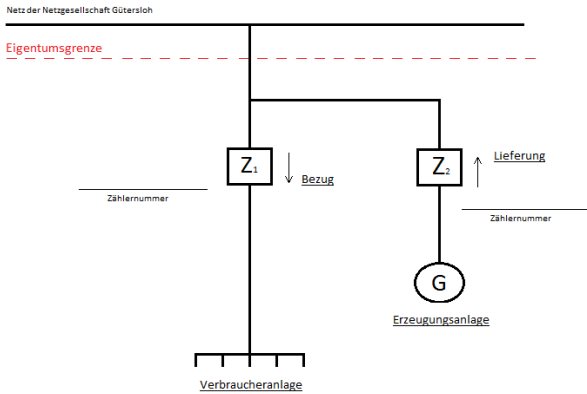 Netz der Netzgesellschaft Gütersloh
Eigentumsgrenze
Z1
Bezug
Zählernummer
Z2
Lieferung
Zählernummer
G
Erzeugungsanlage
Verbraucheranlage